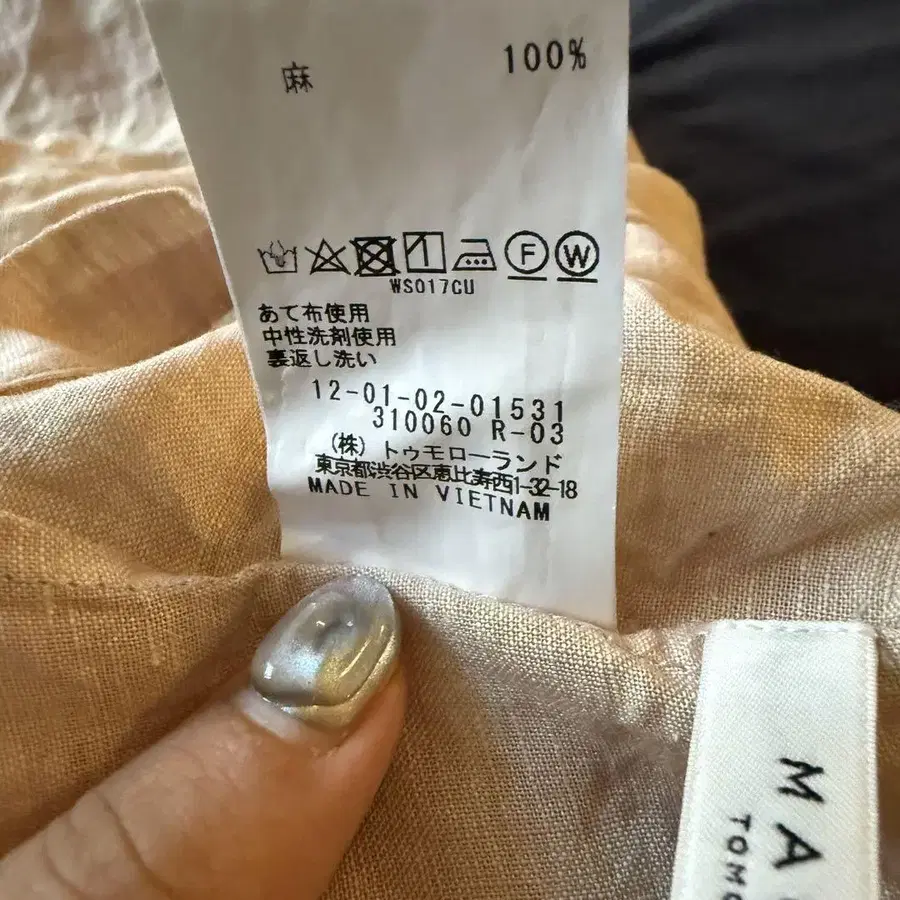 麻 100%
F W
WS017CU
あて布使用
中性洗剤使用
裏返し洗い
12-01-02-01531
310060 R-03
(株) トゥモローランド
東京都渋谷区恵比寿西1-32-18
MADE IN VIETNAM
MA
TOMO